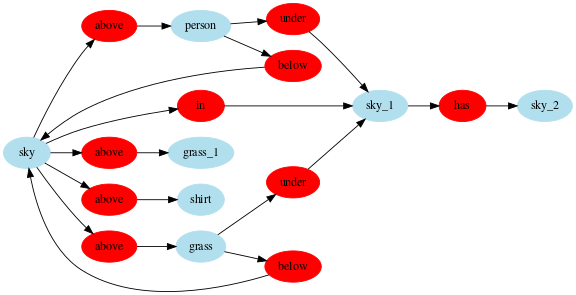 above
person
under
below
in
sky_1
has
sky_2
sky
above
grass_1
under
above
shirt
above
grass
below